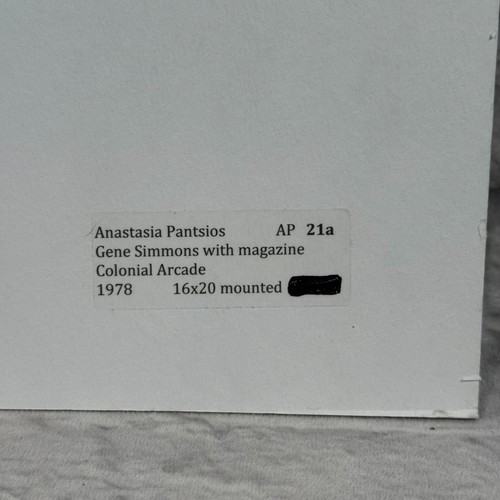 Anastasia Pantsios AP 21a
Gene Simmons with magazine
Colonial Arcade
1978 16x20 mounted